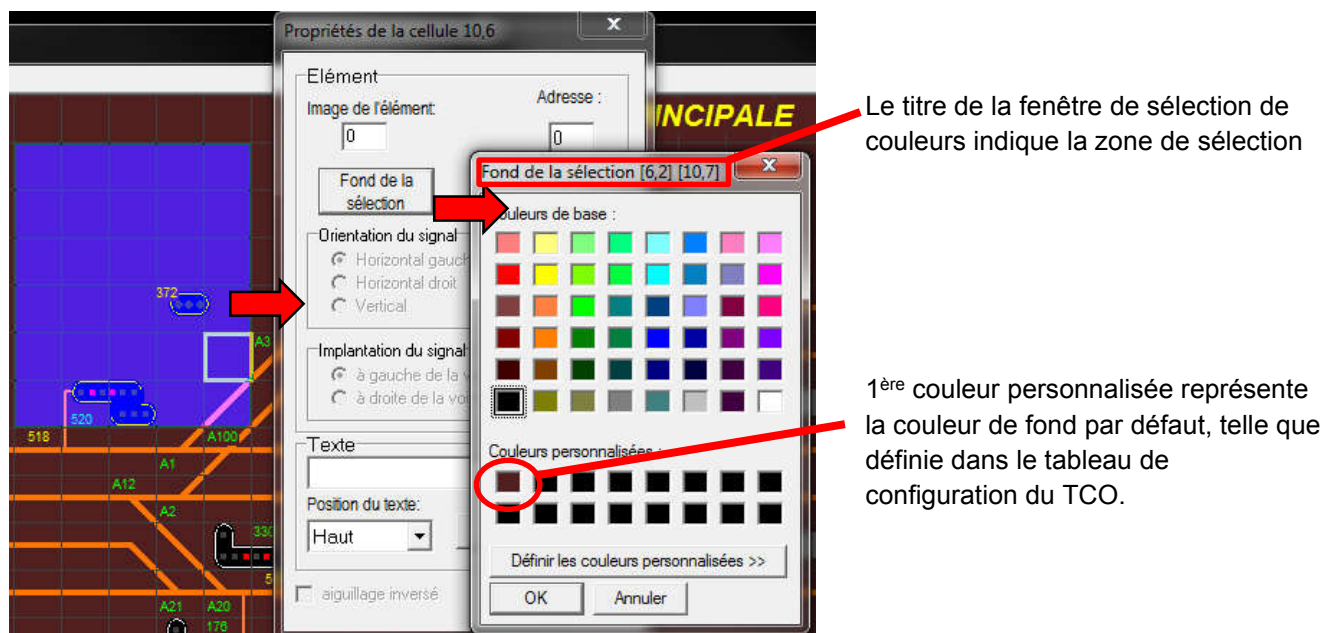 Propriétés de la cellule 10,6
Elément
Image de l'élément:
Adresse :
0
0
NCIPALE
Le titre de la fenêtre de sélection de
couleurs indique la zone de sélection
Fond de la
sélection
Fond de la sélection [6,2] [10,7]
ouleurs de base :
Orientation du signal
Horizontal gauch
Horizontal droit
Vertical
372
A3
Implantation du signal
à gauche de la v
à droite de la voi
1ère couleur personnalisée représente
la couleur de fond par défaut, telle que
définie dans le tableau de
configuration du TCO.
520
518
A100
Texte
Couleurs personnalisées :
A1
A12
Position du texte:
A2
Haut
330
5
Définir les couleurs personnalisées >>
aiguillage inversé
OK
Annuler
A21
A20
176